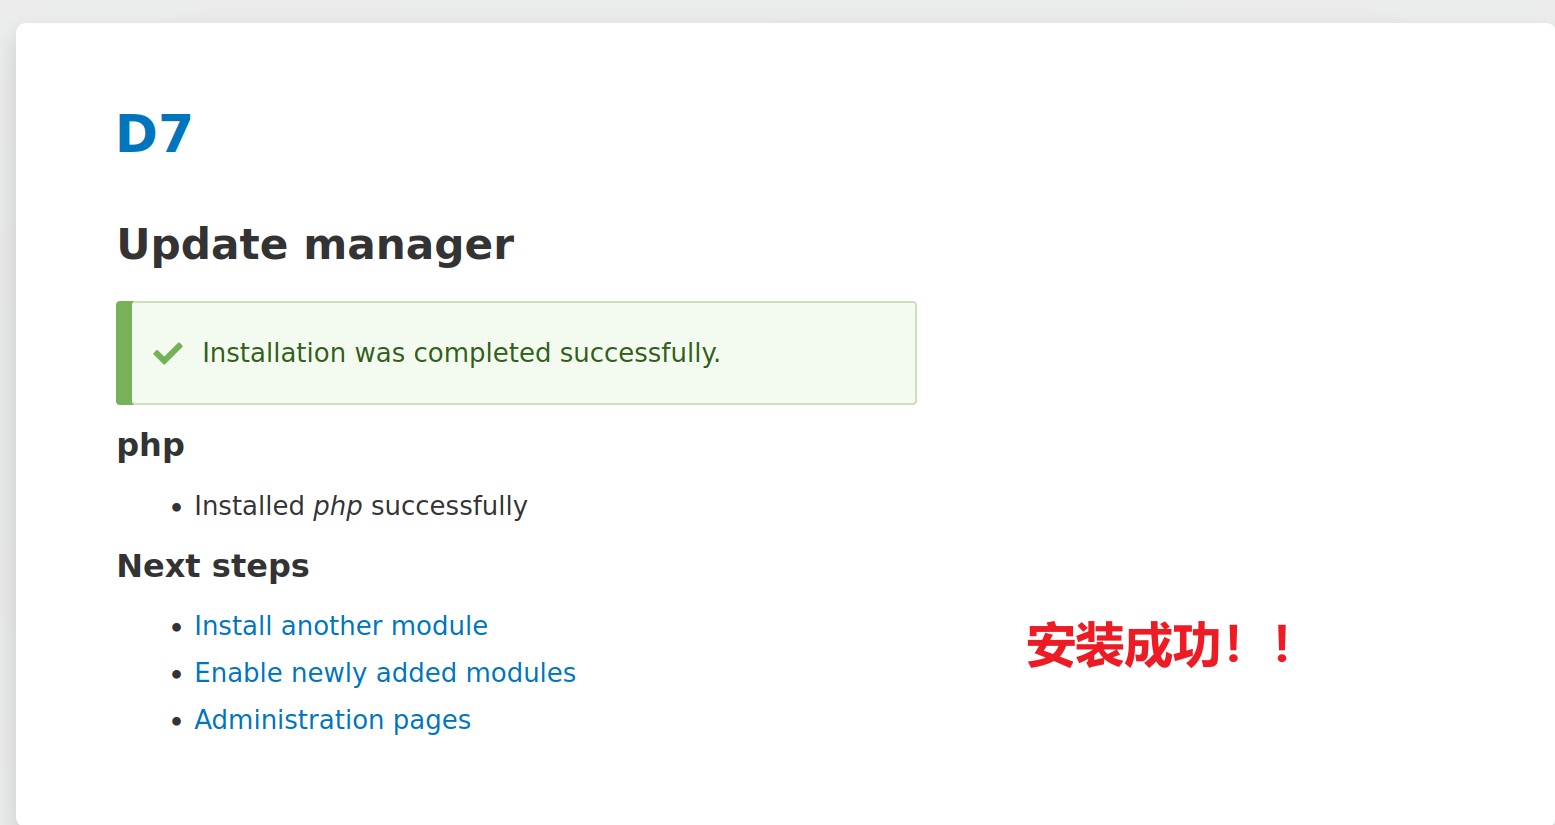 D7
Update manager
Installation was completed successfully.
php
Installed php successfully
Next steps
Install another module
安装成功！！
Enable newly added modules
Administration pages